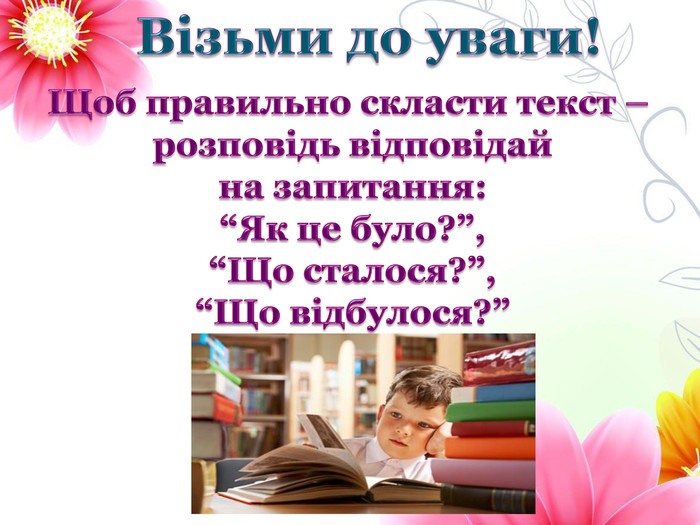 Візьми до уваги!
Щоб правильно скласти текст –
розповідь відповідай
на запитання:
“Як це було?”,
“Що сталося?”,
“Що відбулося?”